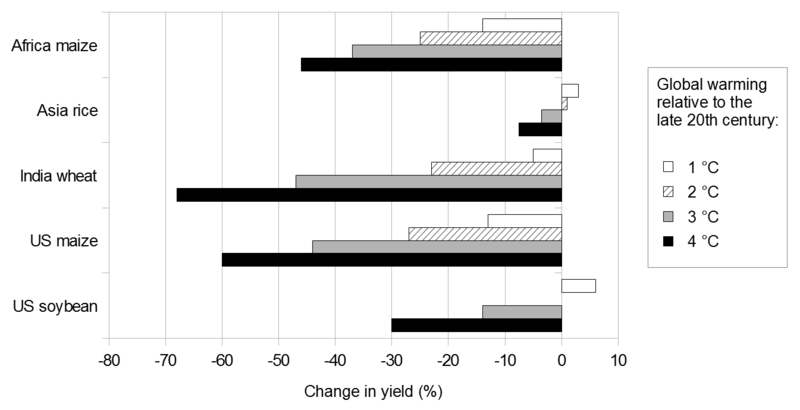 Africa maize
Asia rice
India wheat
US maize
US soybean
-80 -70 -60 -50 -40 -30 -20 -10 0 10
Change in yield (%)
Global warming
relative to the
late 20th century:
1 °C
2 °C
3 °C
4 °C